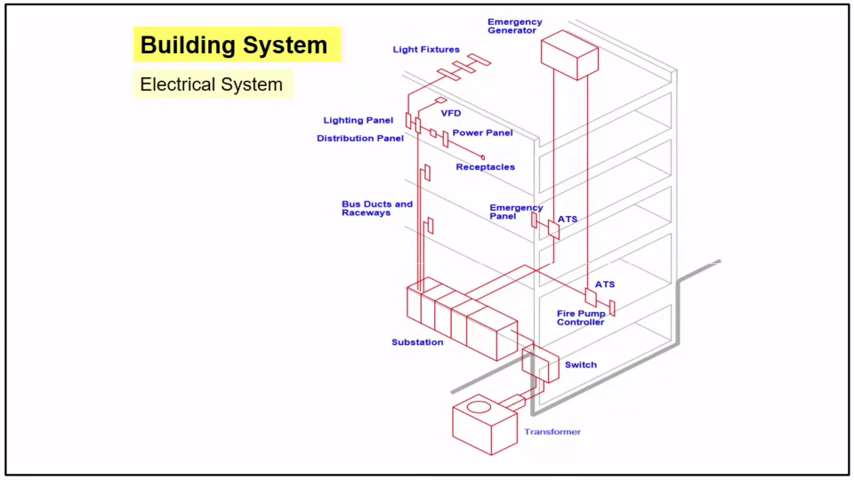 Building System
Electrical System
Emergency
Generator
Light Fixtures
VFD
Lighting Panel
Power Panel
Distribution Panel
Receptacles
Bus Ducts and
Raceways
Emergency
Panel
ATS
ATS
Fire Pump
Controller
Substation
Switch
Transformer